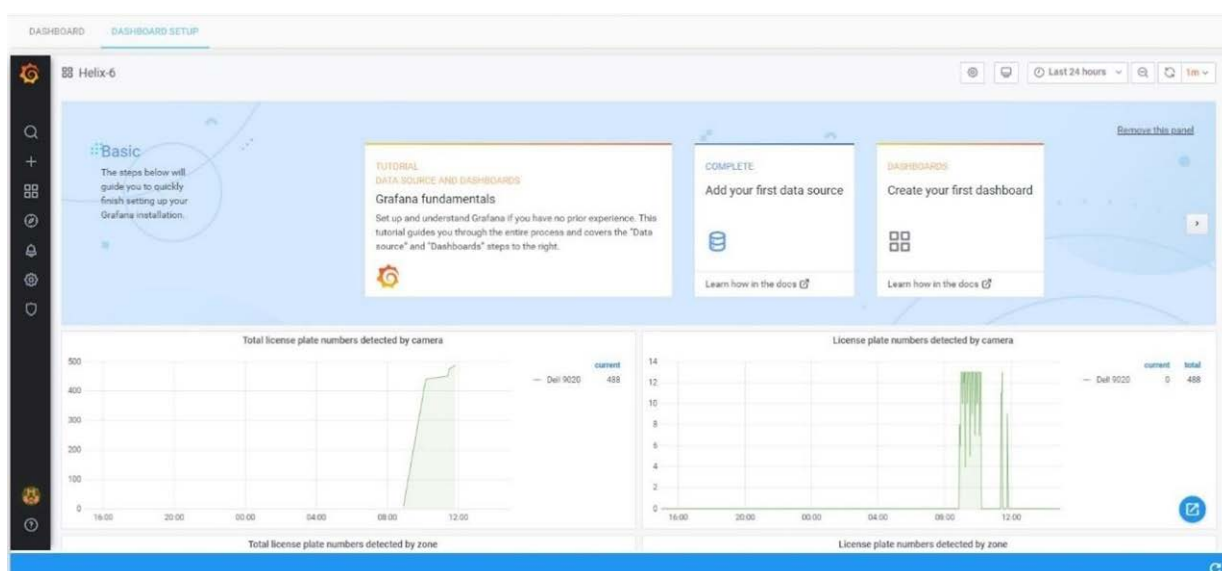 DASHBOARD DASHBOARD SETUP
Helix-6
Last 24 hours 1m
Remove this panel
Basic
The steps below will
guide you to quickly
finish setting up your
Grafana installation.
TUTORIAL
DATA SOURCE AND DASHBOARDS
Grafana fundamentals
Set up and understand Grafana if you have no prior experience. This
tutorial guides you through the entire process and covers the "Data
source" and "Dashboards" steps to the right.
COMPLETE
Add your first data source
Learn how in the docs
DASHBOARDS
Create your first dashboard
Learn how in the docs
Total license plate numbers detected by camera
500
400
300
200
100
0
16:00 20:00 00:00 04:00 08:00 12:00
current
Dell 9020 488
License plate numbers detected by camera
14
12
10
8
6
4
2
0
16:00 20:00 00:00 04:00 08:00 12:00
current total
Dell 9020 0 488
Total license plate numbers detected by zone
License plate numbers detected by zone